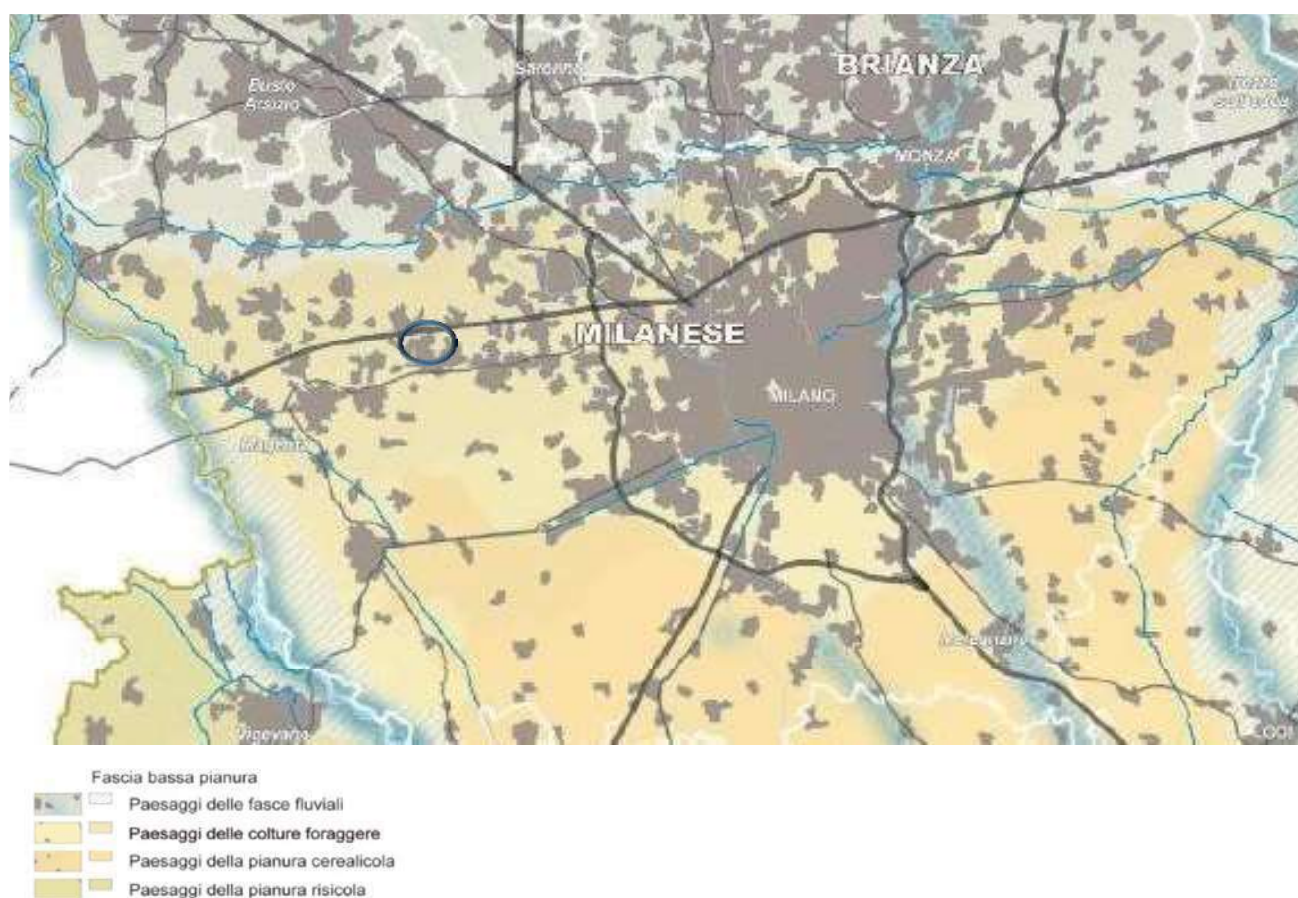 BRIANZA
Saronno
Busto
Arsizio
MONZA
MILANESE
MILANO
Magenta
Melegnano
Vigevano
Fascia bassa pianura
Paesaggi delle fasce fluviali
Paesaggi delle colture foraggere
Paesaggi della pianura cerealicola
Paesaggi della pianura risicola